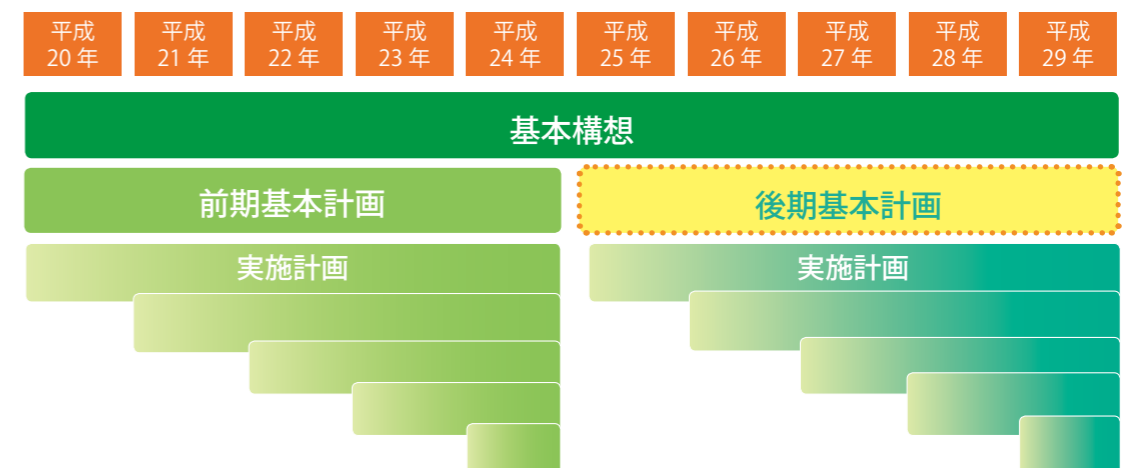 平成
20 年
平成
21 年
平成
22 年
平成
23 年
平成
24 年
平成
25 年
平成
26 年
平成
27 年
平成
28 年
平成
29 年
基本構想
前期基本計画
後期基本計画
実施計画
実施計画